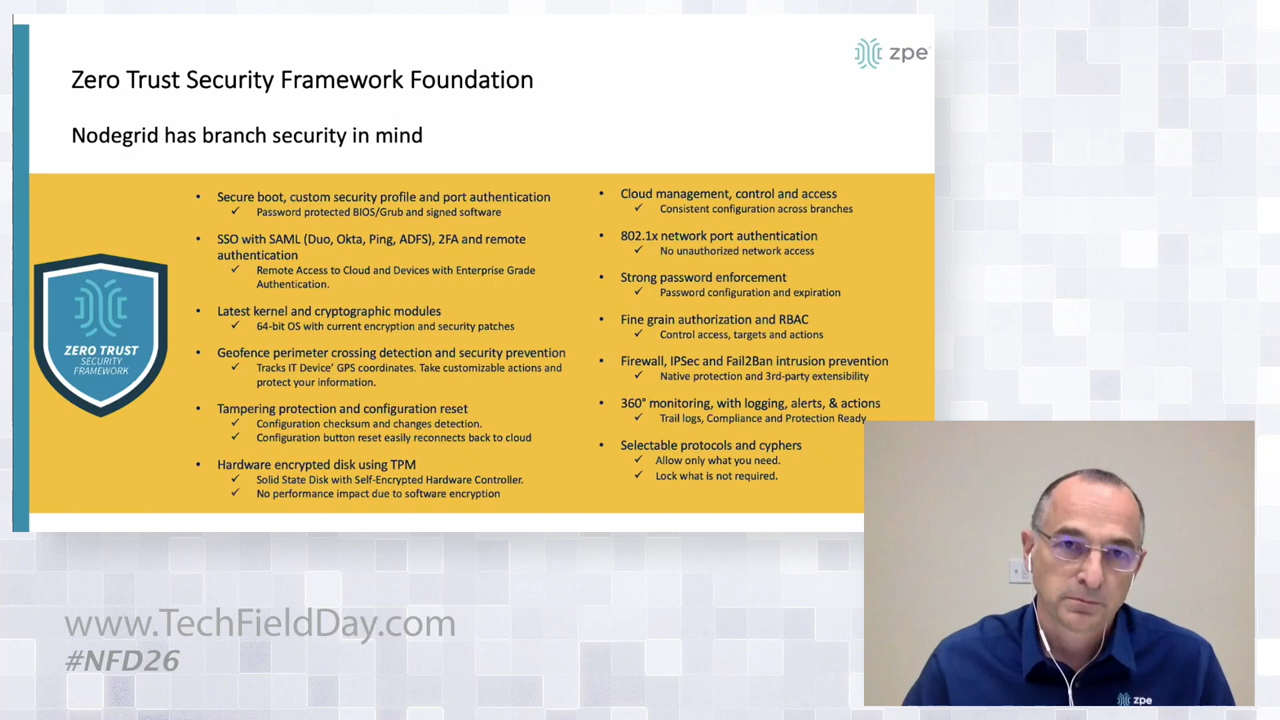 zpe
Zero Trust Security Framework Foundation
Nodegrid has branch security in mind
• Secure boot, custom security profile and port authentication
✓ Password protected BIOS/Grub and signed software
• SSO with SAML (Duo, Okta, Ping, ADFS), 2FA and remote
authentication
✓ Remote Access to Cloud and Devices with Enterprise Grade
Authentication.
• Latest kernel and cryptographic modules
✓ 64-bit OS with current encryption and security patches
• Geofence perimeter crossing detection and security prevention
✓ Tracks IT Device' GPS coordinates. Take customizable actions and
protect your information.
• Tampering protection and configuration reset
✓ Configuration checksum and changes detection.
✓ Configuration button reset easily reconnects back to cloud
• Hardware encrypted disk using TPM
✓ Solid State Disk with Self-Encrypted Hardware Controller.
✓ No performance impact due to software encryption
• Cloud management, control and access
✓ Consistent configuration across branches
• 802.1x network port authentication
✓ No unauthorized network access
• Strong password enforcement
✓ Password configuration and expiration
• Fine grain authorization and RBAC
✓ Control access, targets and actions
• Firewall, IPSec and Fail2Ban intrusion prevention
✓ Native protection and 3rd-party extensibility
• 360° monitoring, with logging, alerts, & actions
✓ Trail logs, Compliance and Protection Ready
• Selectable protocols and cyphers
✓ Allow only what you need.
✓ Lock what is not required.
ZERO TRUST
SECURITY
FRAMEWORK
www.TechFieldDay.com
#NFD26
zpe